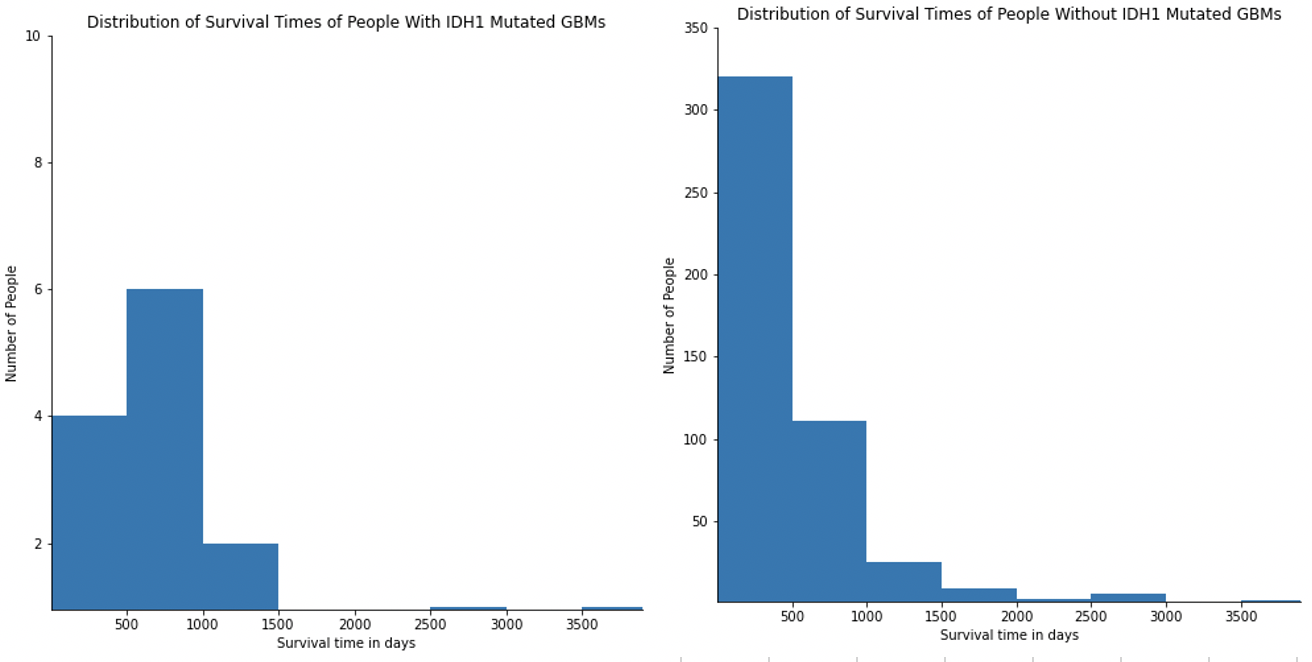 Distribution of Survival Times of People With IDH1 Mutated GBMs
10
8
6
4
2
Number of People
500 1000 1500 2000 2500 3000 3500
Survival time in days
Distribution of Survival Times of People Without IDH1 Mutated GBMs
350
300
250
200
150
100
50
Number of People
500 1000 1500 2000 2500 3000 3500
Survival time in days